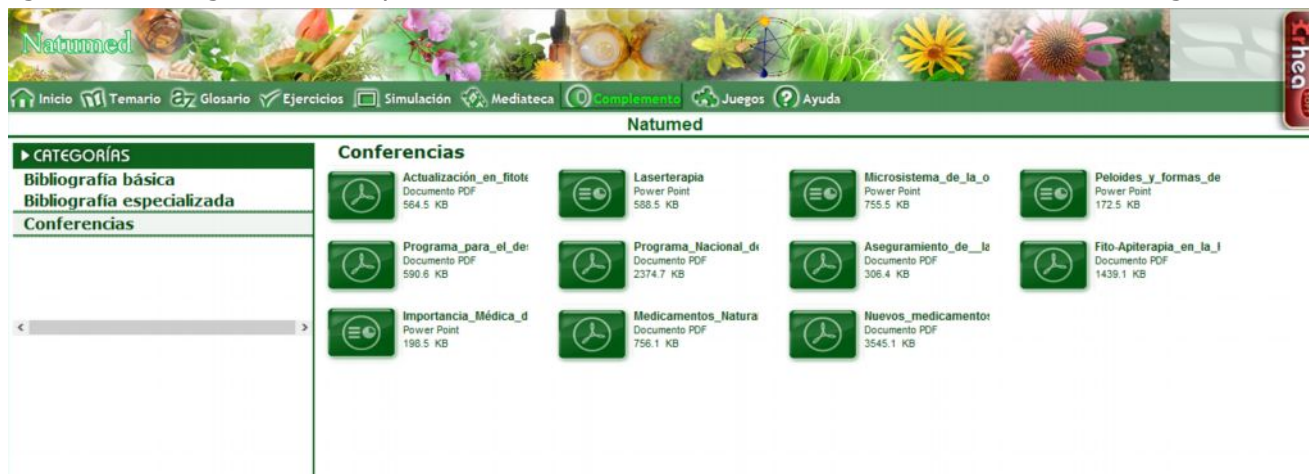 Natumed
Inicio Temario Glosario Ejercicios Simulación Mediateca Complemento Juegos Ayuda
Natumed
CATEGORÍAS
Bibliografía básica
Bibliografía especializada
Conferencias
Conferencias
Actualización_en_fitote
Documento PDF
564.5 KB
Laserterapia
Power Point
588.5 KB
Microsistema_de_la_o
Power Point
755.5 KB
Peloides_y_formas_de
Power Point
172.5 KB
Programa_para_el_de
Documento PDF
590.6 KB
Programa_Nacional_de
Documento PDF
2374.7 KB
Aseguramiento_de__la
Documento PDF
306.4 KB
Fito-Apiterapia_en_la_
Documento PDF
1439.1 KB
Importancia_Médica_d
Power Point
198.5 KB
Medicamentos_Natura
Documento PDF
756.1 KB
Nuevos_medicamentos
Documento PDF
3545.1 KB